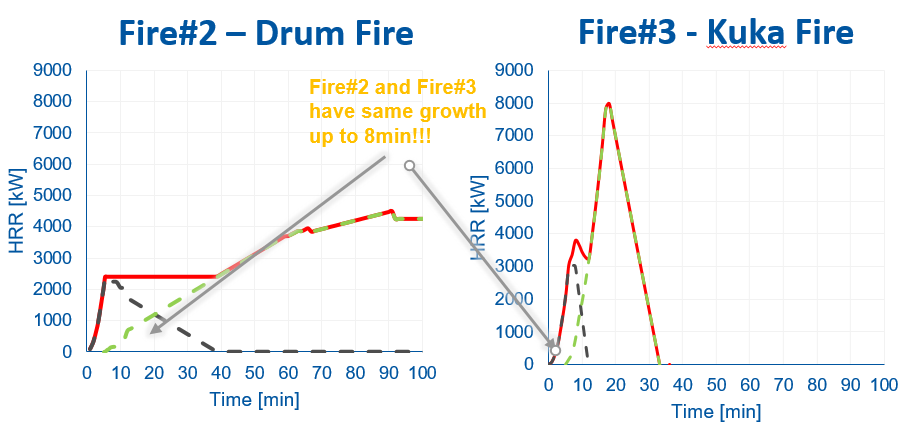 Fire#2 – Drum Fire
Fire#2 and Fire#3
have same growth
up to 8min!!!
HRR [kW]
9000
8000
7000
6000
5000
4000
3000
2000
1000
0
0 10 20 30 40 50 60 70 80 90 100
Time [min]
Fire#3 - Kuka Fire
HRR [kW]
9000
8000
7000
6000
5000
4000
3000
2000
1000
0
0 10 20 30 40 50 60 70 80 90 100
Time [min]